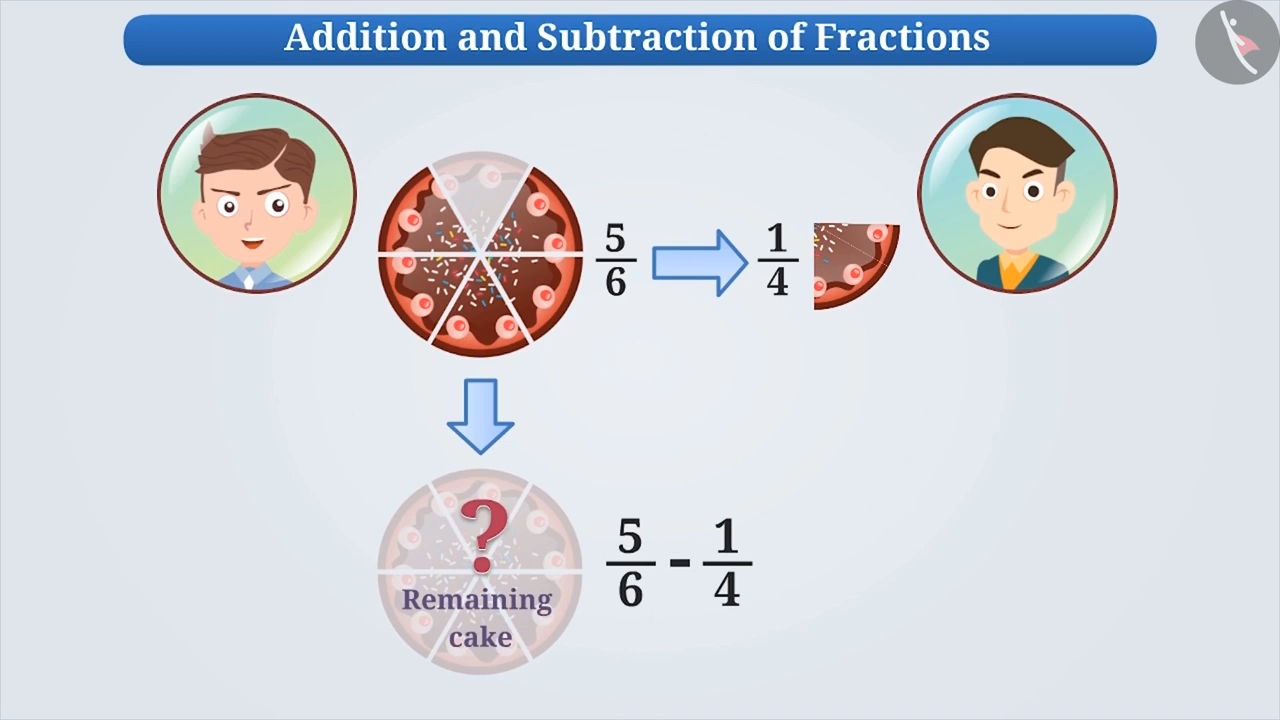 Addition and Subtraction of Fractions
5/6 1/4
?
Remaining
cake
5/6 - 1/4